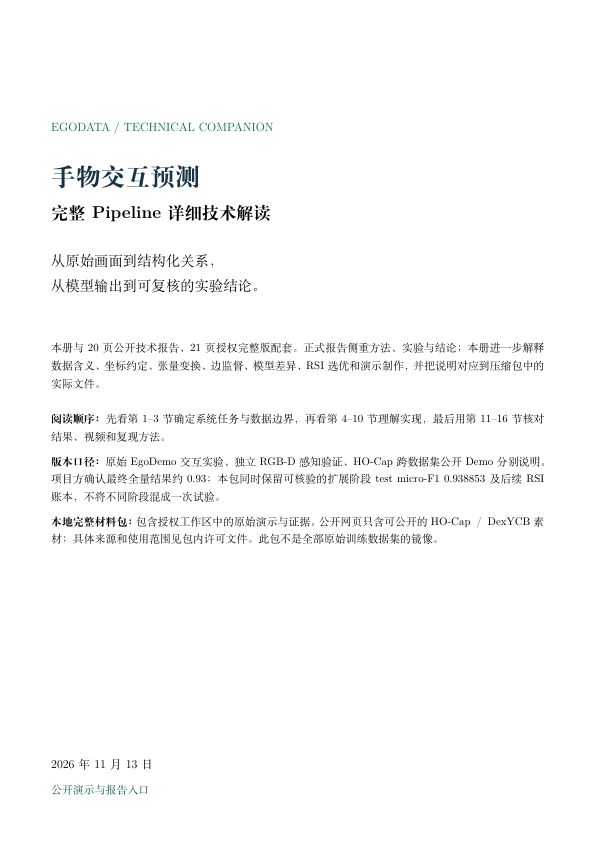 EGODATA / TECHNICAL COMPANION
手物交互预测
完整 Pipeline 详细技术解读
从原始画面到结构化关系，
从模型输出到可复核的实验结论。
本册与 20 页公开技术报告、21 页授权完整版配套。正式报告侧重方法、实验与结论；本册进一步解释
数据含义、坐标约定、张量变换、边监督、模型差异、RSI 选优和演示制作，并把说明对应到压缩包中的
实际文件。
阅读顺序：先看第 1–3 节确定系统任务与数据边界，再看第 4–10 节理解实现，最后用第 11–16 节核对
结果、视频和复现方法。
版本口径：原始 EgoDemo 交互实验、独立 RGB-D 感知验证、HO-Cap 跨数据集公开 Demo 分别说明。
项目方确认最终全量结果约 0.93；本包同时保留可核验的扩展阶段 test micro-F1 0.938853 及后续 RSI
账本，不将不同阶段混成一次试验。
本地完整材料包：包含授权工作区中的原始演示与证据。公开网页只含可公开的 HO-Cap / DexYCB 素
材；具体来源和使用范围见包内许可文件。此包不是全部原始训练数据集的镜像。
2026 年 11 月 13 日
公开演示与报告入口